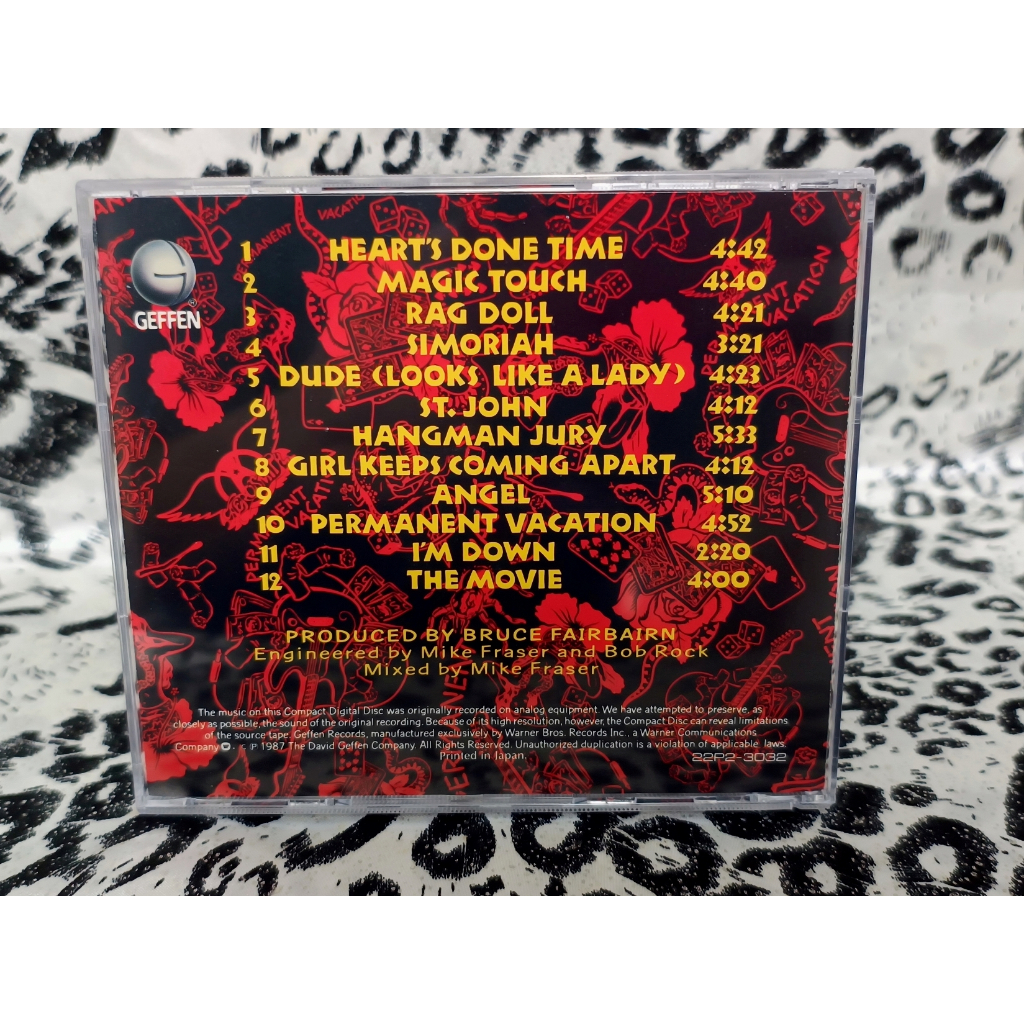 GEFFEN
®
1 HEART'S DONE TIME 4:42
2 MAGIC TOUCH 4:40
3 RAG DOLL 4:21
4 SIMORIAH 3:21
5 DUDE (LOOKS LIKE A LADY) 4:23
6 ST. JOHN 4:12
7 HANGMAN JURY 5:33
8 GIRL KEEPS COMING APART 4:12
9 ANGEL 5:10
10 PERMANENT VACATION 4:52
11 I'M DOWN 2:20
12 THE MOVIE 4:00
PRODUCED BY BRUCE FAIRBAIRN
Engineered by Mike Fraser and Bob Rock
Mixed by Mike Fraser
The music on this Compact Digital Disc was originally recorded on analog equipment. We have attempted to preserve, as
closely as possible, the sound of the original recording. Because of its high resolution, however, the Compact Disc can reveal limitations
of the source tape. Geffen Records, manufactured exclusively by Warner Bros. Records Inc., a Warner Communications
Company. © ℗ 1987 The David Geffen Company. All Rights Reserved. Unauthorized duplication is a violation of applicable laws.
Printed in Japan. 22P2-3032
VACATION
PERMANENT
VACATION
PERMANENT
VACATION
PERMANENT